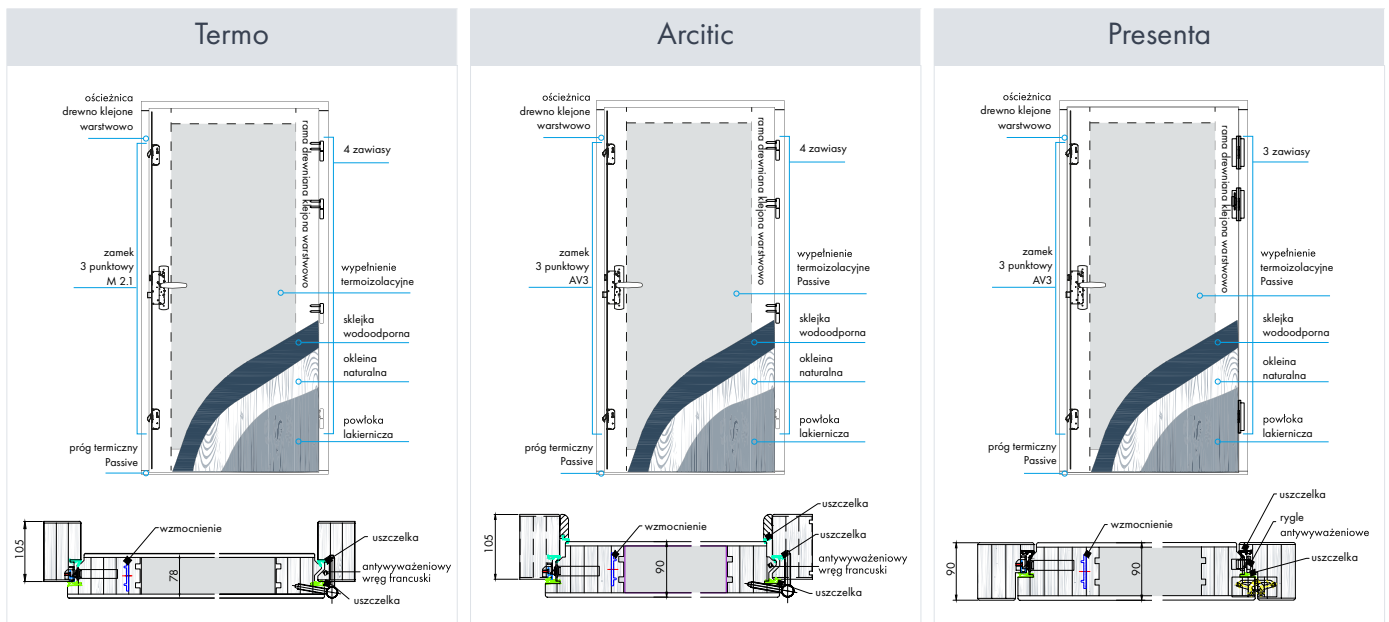 Termo
ościeżnica
drewno klejone
warstwowo
rama drewniana klejona warstwowo
4 zawiasy
zamek
3 punktowy
M 2.1
wypełnienie
termoizolacyjne
sklejka
wodoodporna
okleina
naturalna
powłoka
lakiernicza
próg termiczny
Passive
105
wzmocnienie
78
uszczelka
antywyważeniowy
wręg francuski
uszczelka
Arcitic
ościeżnica
drewno klejone
warstwowo
rama drewniana klejona warstwowo
4 zawiasy
zamek
3 punktowy
AV3
wypełnienie
termoizolacyjne
Passive
sklejka
wodoodporna
okleina
naturalna
powłoka
lakiernicza
próg termiczny
Passive
105
wzmocnienie
90
uszczelka
uszczelka
antywyważeniowy
wręg francuski
uszczelka
Presenta
ościeżnica
drewno klejone
warstwowo
rama drewniana klejona warstwowo
3 zawiasy
zamek
3 punktowy
AV3
wypełnienie
termoizolacyjne
Passive
sklejka
wodoodporna
okleina
naturalna
powłoka
lakiernicza
próg termiczny
Passive
90
wzmocnienie
90
uszczelka
rygle
antywyważeniowe
uszczelka